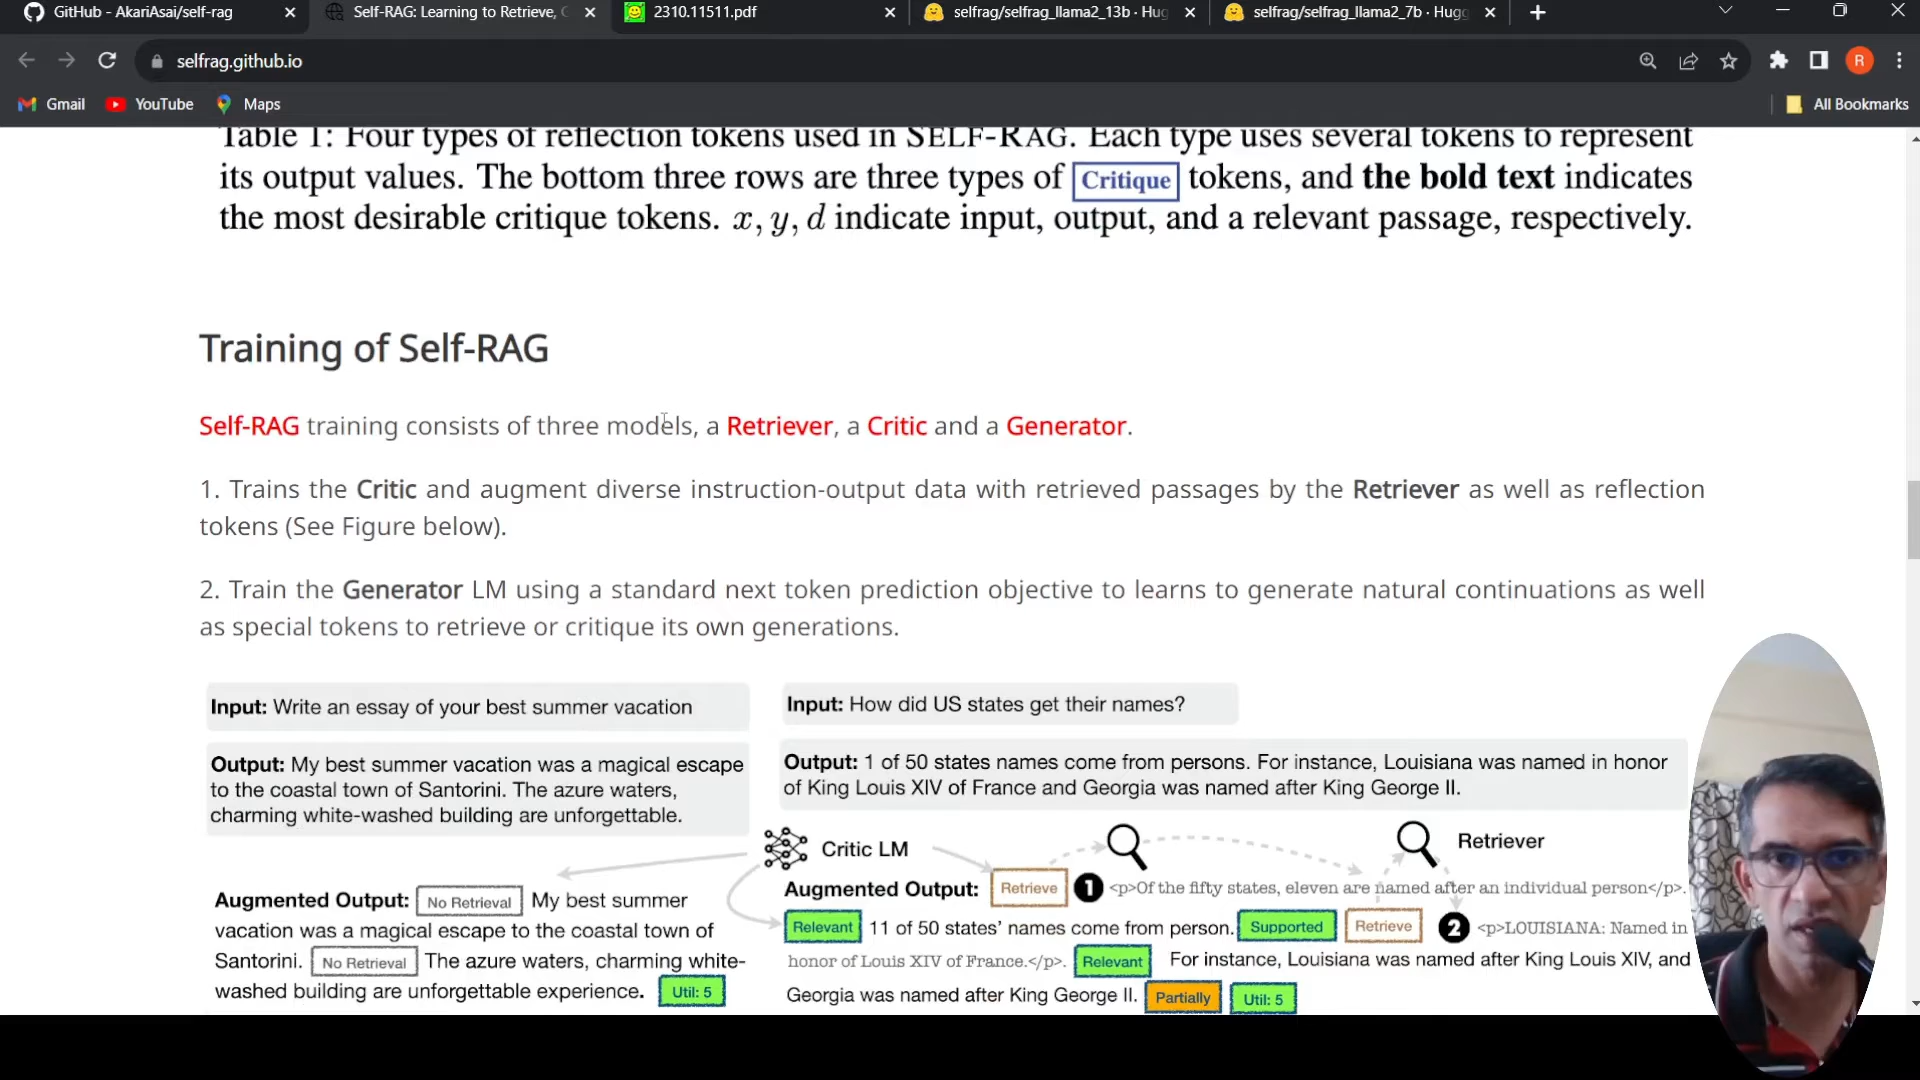 GitHub - AkariAsai/self-rag
Self-RAG: Learning to Retrieve, C
2310.11511.pdf
selfrag/selfrag_llama2_13b · Hug
selfrag/selfrag_llama2_7b · Hugg
selfrag.github.io
R
Gmail
YouTube
Maps
All Bookmarks
Table 1: Four types of reflection tokens used in SELF-RAG. Each type uses several tokens to represent
its output values. The bottom three rows are three types of Critique tokens, and the bold text indicates
the most desirable critique tokens. x, y, d indicate input, output, and a relevant passage, respectively.
Training of Self-RAG
Self-RAG training consists of three models, a Retriever, a Critic and a Generator.
1. Trains the Critic and augment diverse instruction-output data with retrieved passages by the Retriever as well as reflection
tokens (See Figure below).
2. Train the Generator LM using a standard next token prediction objective to learns to generate natural continuations as well
as special tokens to retrieve or critique its own generations.
Input: Write an essay of your best summer vacation
Output: My best summer vacation was a magical escape
to the coastal town of Santorini. The azure waters,
charming white-washed building are unforgettable.
Input: How did US states get their names?
Output: 1 of 50 states names come from persons. For instance, Louisiana was named in honor
of King Louis XIV of France and Georgia was named after King George II.
Critic LM
Retriever
Augmented Output: No Retrieval My best summer
vacation was a magical escape to the coastal town of
Santorini. No Retrieval The azure waters, charming white-
washed building are unforgettable experience. Util: 5
Augmented Output: Retrieve 1 <p>Of the fifty states, eleven are named after an individual person</p>.
Relevant 11 of 50 states' names come from person. Supported Retrieve 2 <p>LOUISIANA: Named in
honor of Louis XIV of France.</p>. Relevant For instance, Louisiana was named after King Louis XIV, and
Georgia was named after King George II. Partially Util: 5